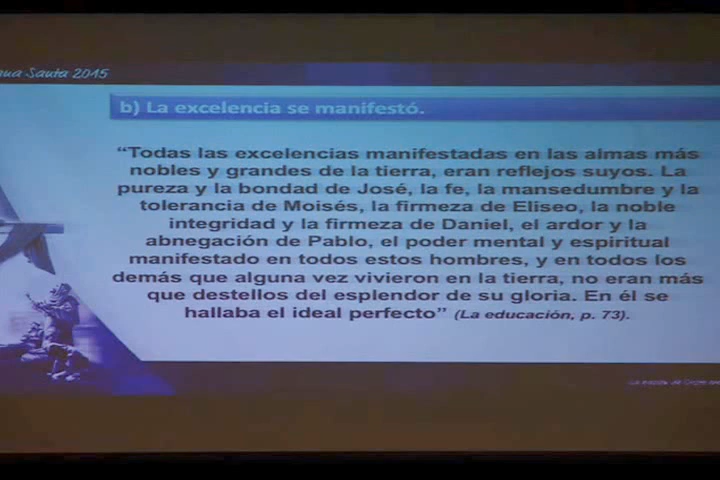 Santa 2015
b) La excelencia se manifestó.
“Todas las excelencias manifestadas en las almas más
nobles y grandes de la tierra, eran reflejos suyos. La
pureza y la bondad de José, la fe, la mansedumbre y la
tolerancia de Moisés, la firmeza de Eliseo, la noble
integridad y la firmeza de Daniel, el ardor y la
abnegación de Pablo, el poder mental y espiritual
manifestado en todos estos hombres, y en todos los
demás que alguna vez vivieron en la tierra, no eran más
que destellos del esplendor de su gloria. En él se
hallaba el ideal perfecto” (La educación, p. 73).